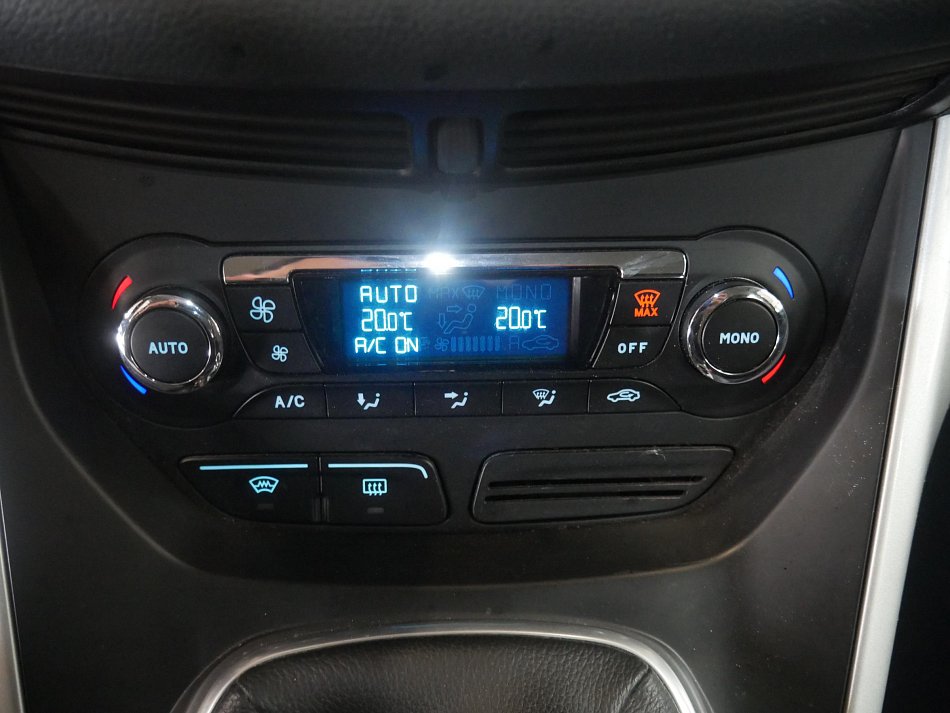 AUTO MAX MONO
20.0°C 20.0°C
A/C ON A
MAX
AUTO
OFF
MONO
A/C